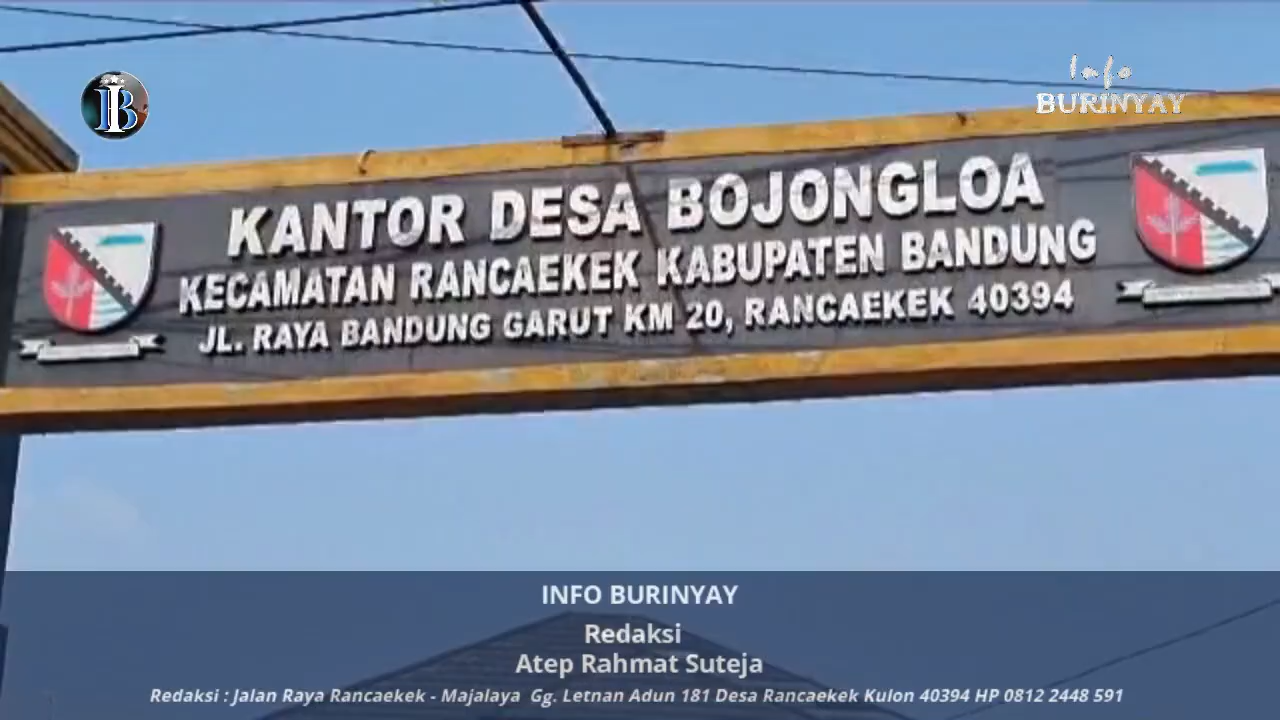 IB
Info
BURINYAY
KANTOR DESA BOJONGLOA
KECAMATAN RANCAEKEK KABUPATEN BANDUNG
JL. RAYA BANDUNG GARUT KM 20, RANCAEKEK 40394
INFO BURINYAY
Redaksi
Atep Rahmat Suteja
Redaksi : Jalan Raya Rancaekek - Majalaya Gg. Letnan Adun 181 Desa Rancaekek Kulon 40394 HP 0812 2448 591